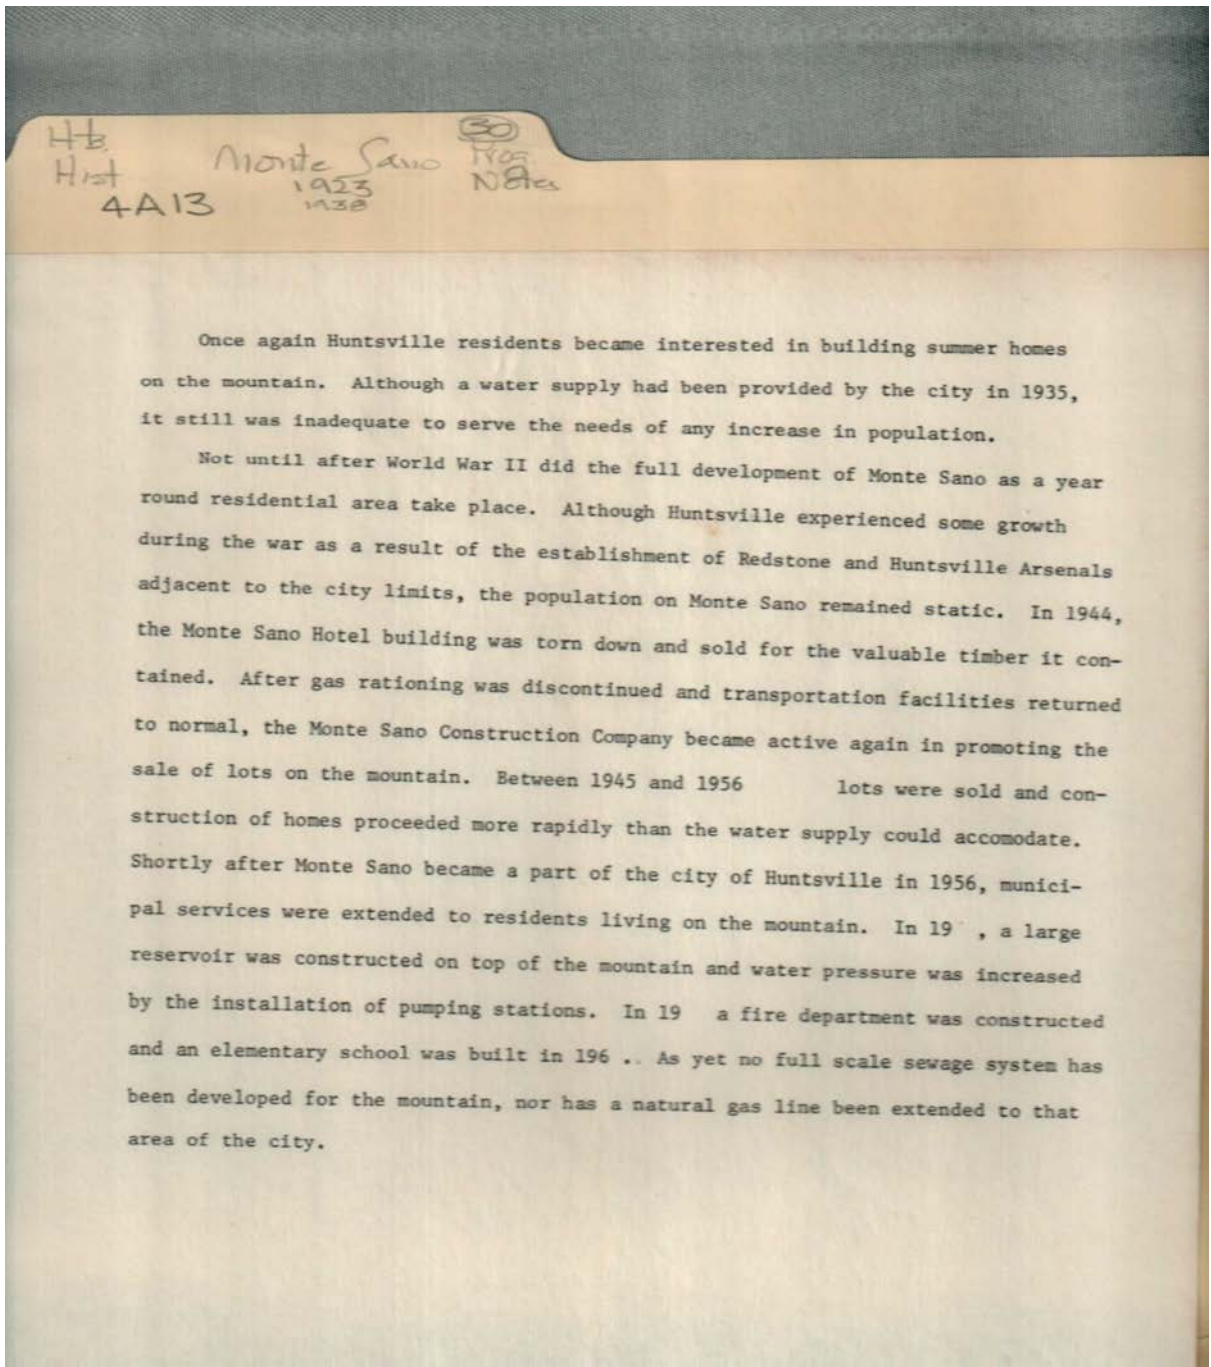 Hist
Monte Sano
30
Notes
1923
1938
4A13
Once again Huntsville residents became interested in building summer homes
on the mountain. Although a water supply had been provided by the city in 1935,
it still was inadequate to serve the needs of any increase in population.
Not until after World War II did the full development of Monte Sano as a year
round residential area take place. Although Huntsville experienced some growth
during the war as a result of the establishment of Redstone and Huntsville Arsenals
adjacent to the city limits, the population on Monte Sano remained static. In 1944,
the Monte Sano Hotel building was torn down and sold for the valuable timber it con-
tained. After gas rationing was discontinued and transportation facilities returned
to normal, the Monte Sano Construction Company became active again in promoting the
sale of lots on the mountain. Between 1945 and 1956 lots were sold and con-
struction of homes proceeded more rapidly than the water supply could accomodate.
Shortly after Monte Sano became a part of the city of Huntsville in 1956, munici-
pal services were extended to residents living on the mountain. In 19 , a large
reservoir was constructed on top of the mountain and water pressure was increased
by the installation of pumping stations. In 19 a fire department was constructed
and an elementary school was built in 196 .. As yet no full scale sewage system has
been developed for the mountain, nor has a natural gas line been extended to that
area of the city.